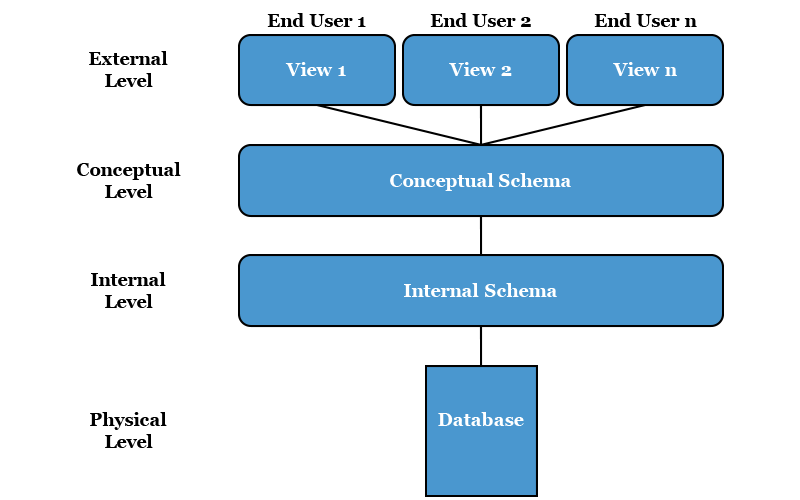 End User 1
End User 2
End User n
External
Level
View 1
View 2
View n
Conceptual
Level
Conceptual Schema
Internal
Level
Internal Schema
Physical
Level
Database